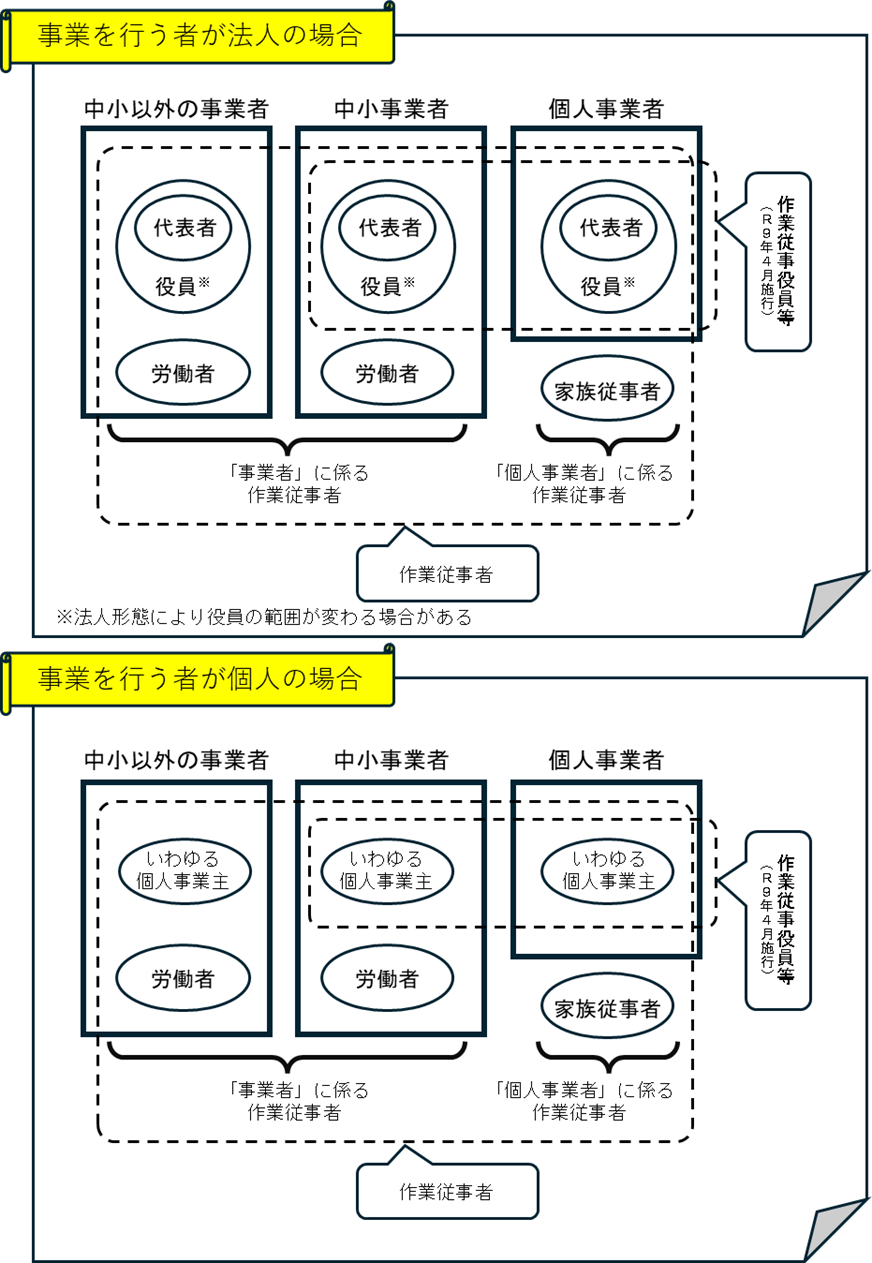 事業を行う者が法人の場合
中小以外の事業者
中小事業者
個人事業者
代表者
役員※
労働者
代表者
役員※
労働者
代表者
役員※
家族従事者
作業従事役員等
（R９年４月施行）
「事業者」に係る
作業従事者
「個人事業者」に係る
作業従事者
作業従事者
※法人形態により役員の範囲が変わる場合がある
事業を行う者が個人の場合
中小以外の事業者
中小事業者
個人事業者
いわゆる
個人事業主
労働者
いわゆる
個人事業主
労働者
いわゆる
個人事業主
家族従事者
作業従事役員等
（R９年４月施行）
「事業者」に係る
作業従事者
「個人事業者」に係る
作業従事者
作業従事者